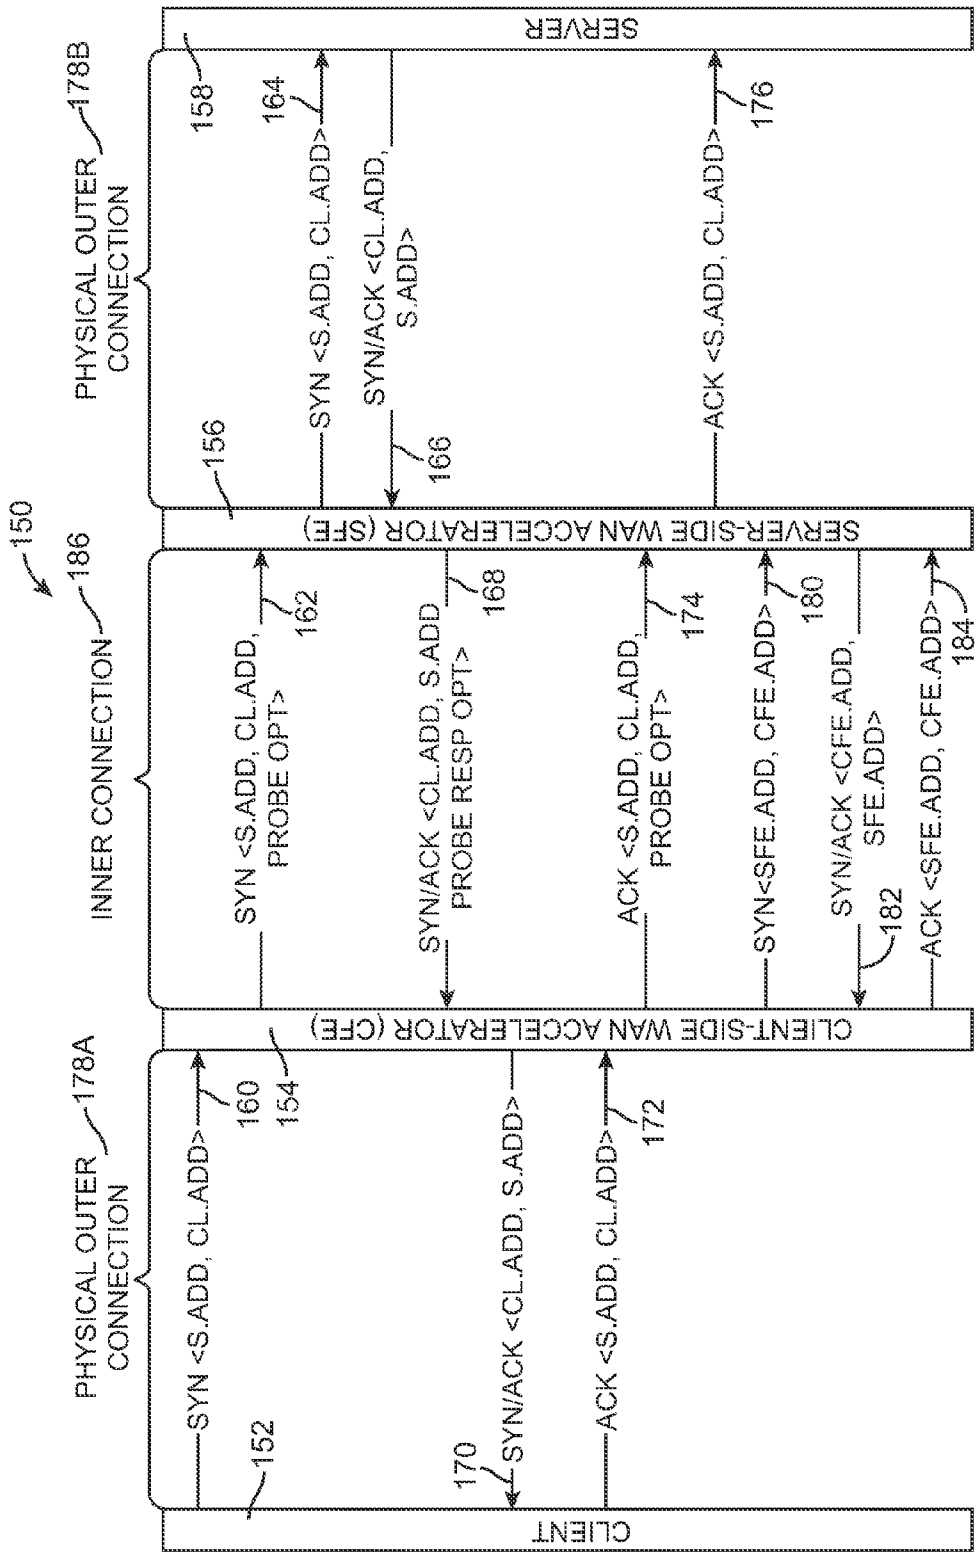 150
PHYSICAL OUTER
CONNECTION
178A
INNER CONNECTION
186
PHYSICAL OUTER
CONNECTION
178B
152
154
156
158
CLIENT
CLIENT-SIDE WAN ACCELERATOR (CFE)
SERVER-SIDE WAN ACCELERATOR (SFE)
SERVER
SYN <S.ADD, CL.ADD>
160
SYN <S.ADD, CL.ADD,
PROBE OPT>
162
SYN <S.ADD, CL.ADD>
164
SYN/ACK <CL.ADD,
S.ADD>
166
SYN/ACK <CL.ADD, S.ADD
PROBE RESP OPT>
168
SYN/ACK <CL.ADD, S.ADD>
170
ACK <S.ADD, CL.ADD>
172
ACK <S.ADD, CL.ADD,
PROBE OPT>
174
ACK <S.ADD, CL.ADD>
176
SYN<SFE.ADD, CFE.ADD>
180
SYN/ACK <CFE.ADD,
SFE.ADD>
182
ACK <SFE.ADD, CFE.ADD>
184